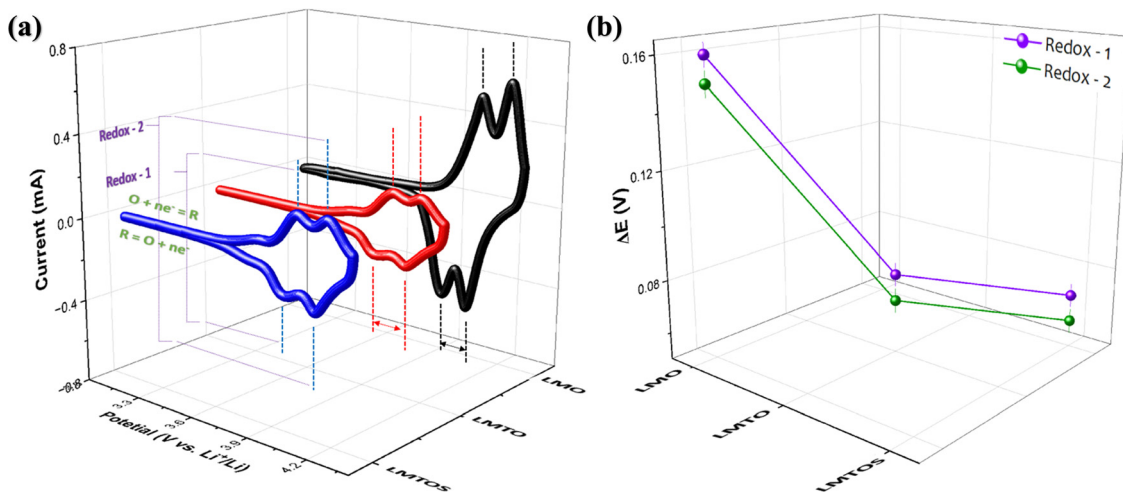 (a)
0.8
0.4
0.0
−0.4
−0.8
Current (mA)
Redox - 2
Redox - 1
O + ne⁻ = R
R = O + ne⁻
3.3
3.6
3.9
4.2
Potetial (V vs. Li⁺/Li)
LMTOS
LMTO
LMO
(b)
Redox - 1
Redox - 2
0.16
0.12
0.08
ΔE (V)
LMO
LMTO
LMTOS